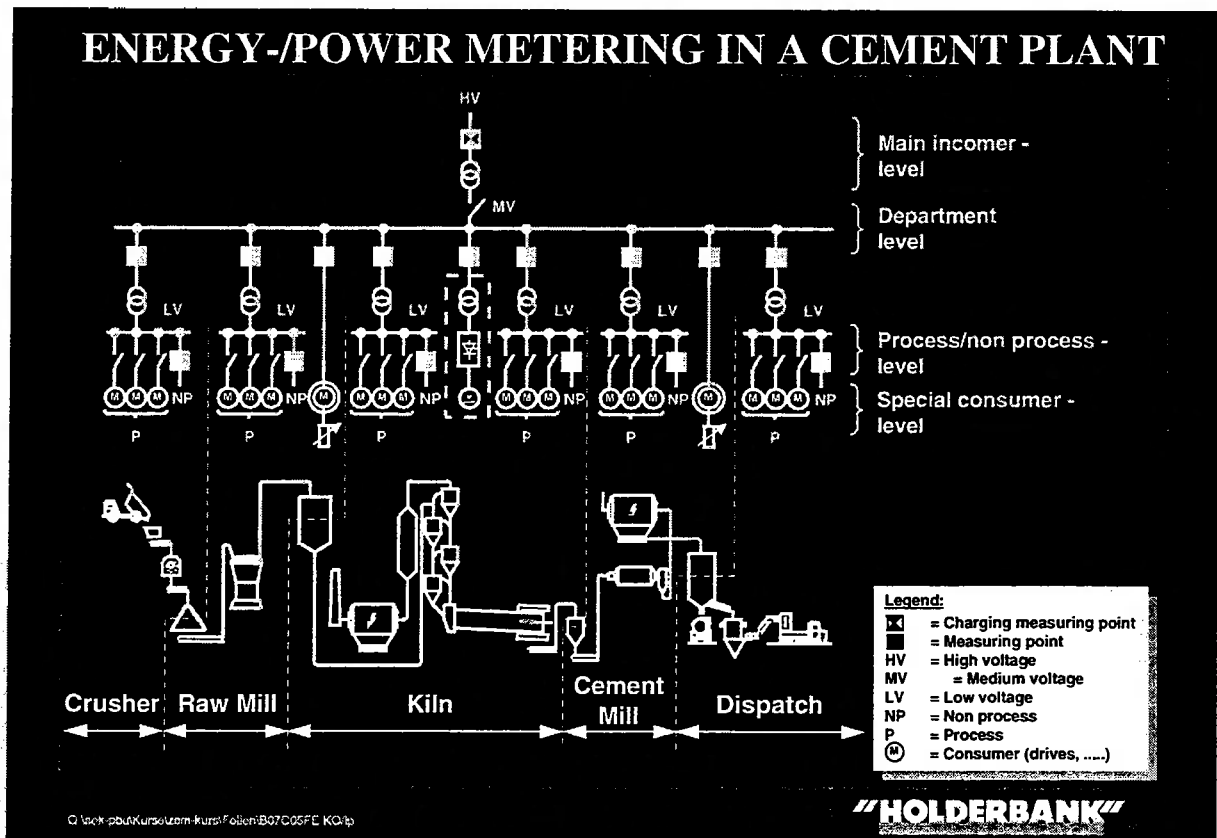 ENERGY-/POWER METERING IN A CEMENT PLANT
HV
Main incomer -
level
MV
Department
level
LV LV LV LV LV LV
Process/non process -
level
M M M NP M M M NP M M M M NP M M M NP M M M NP M M M M NP
Special consumer -
level
P P P P P P
Crusher Raw Mill Kiln Cement
Mill Dispatch
Legend:
= Charging measuring point
= Measuring point
HV = High voltage
MV = Medium voltage
LV = Low voltage
NP = Non process
P = Process
M = Consumer (drives, .....)
"HOLDERBANK"